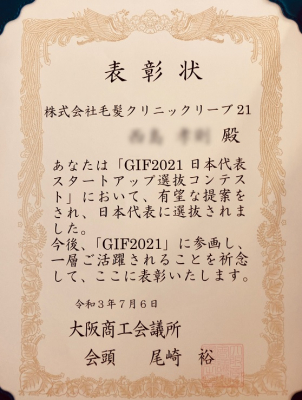 表彰状
株式会社毛髪クリニックリーブ21
殿
あなたは「GIF2021 日本代表
スタートアップ選抜コンテス
ト」において、有望な提案を
され、日本代表に選抜されま
した。
今後、「GIF2021」に参画し、
一層ご活躍されることを祈念
して、ここに表彰いたします。
令和3年7月6日
大阪商工会議所
会頭 尾崎 裕